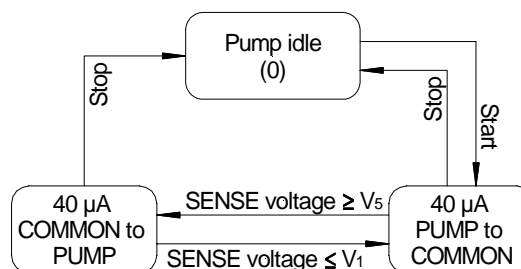 Pump idle
(0)
Stop
Stop
Start
40 µA
COMMON to
PUMP
SENSE voltage ≥ V5
SENSE voltage ≤ V1
40 µA
PUMP to
COMMON